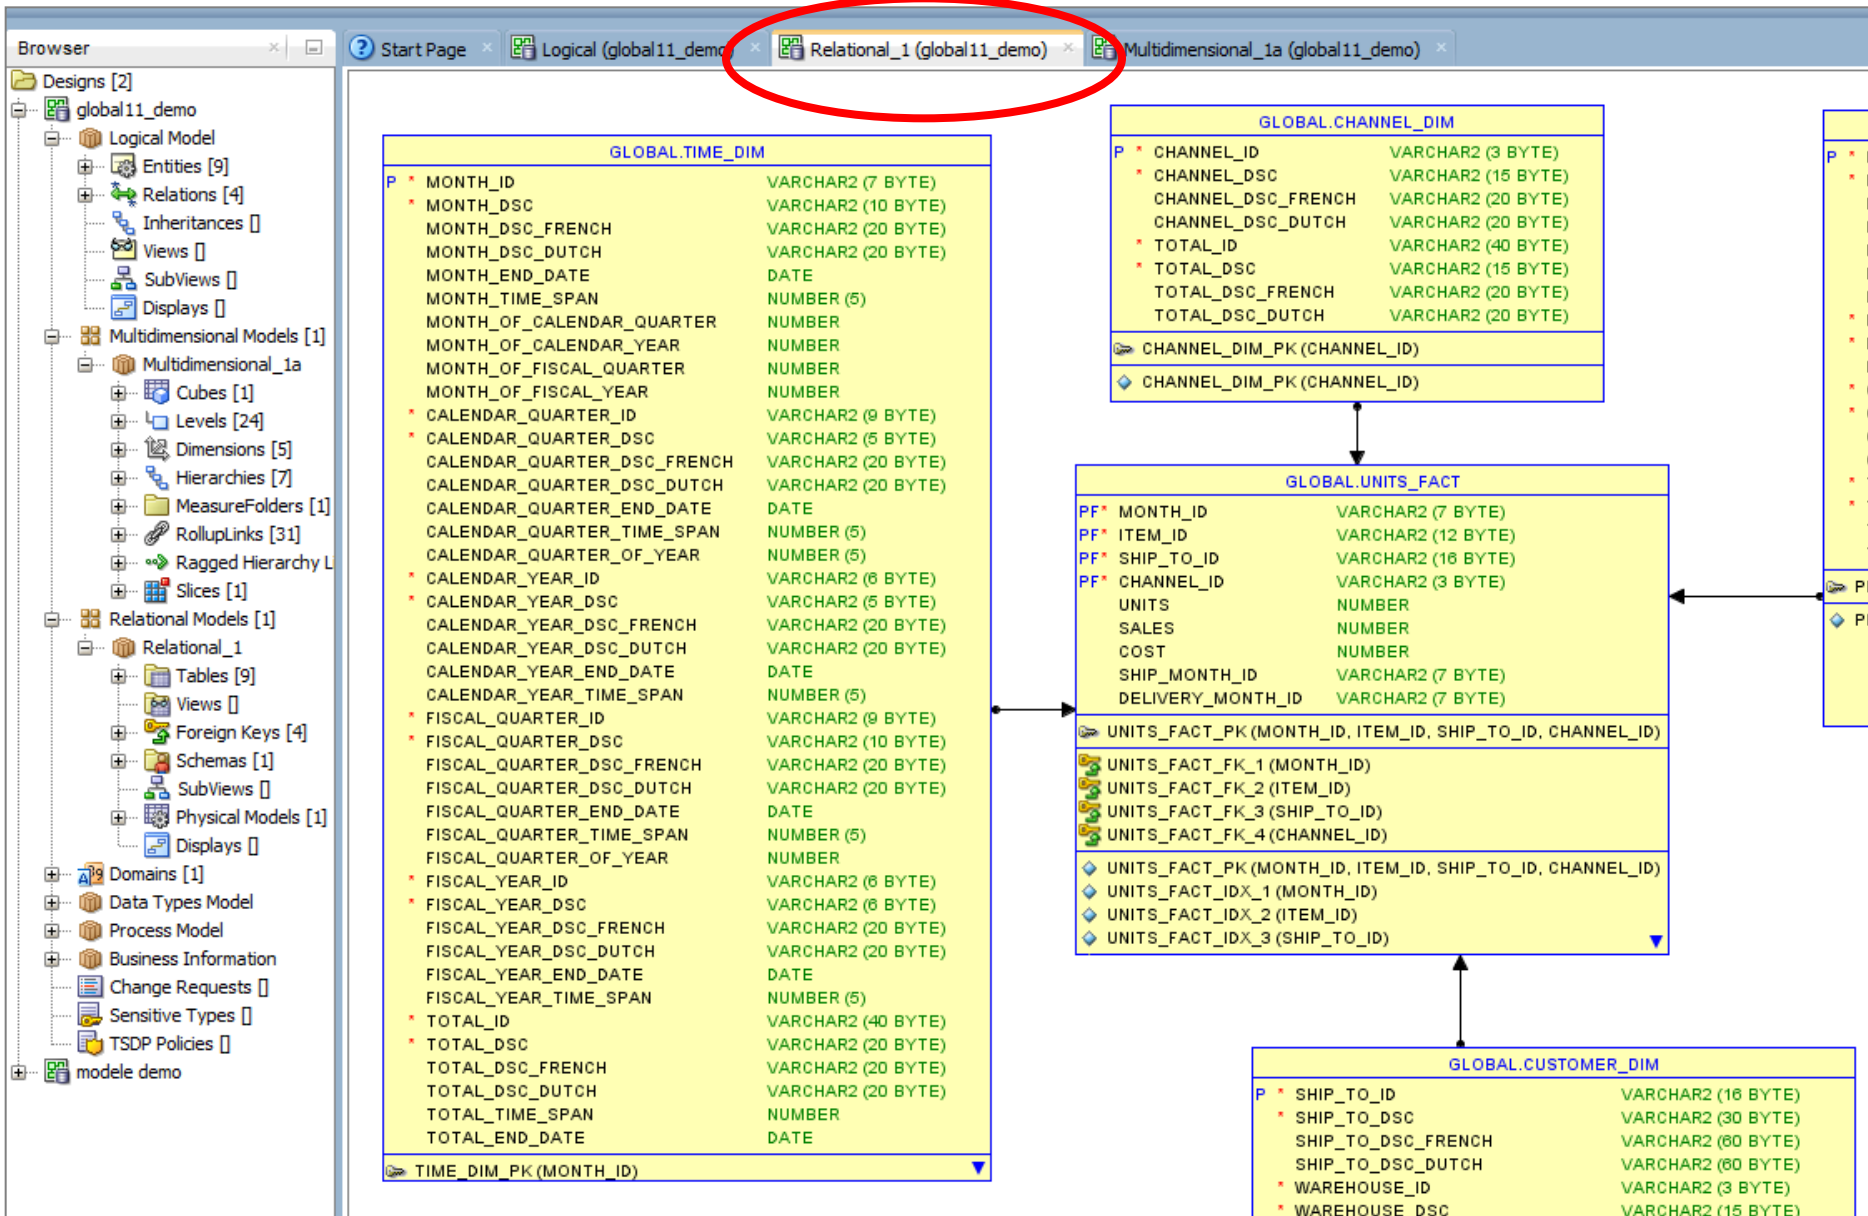 Browser
Start Page
Logical (global11_demo)
Relational_1 (global11_demo)
Multidimensional_1a (global11_demo)
Designs [2]
global11_demo
Logical Model
Entities [9]
Relations [4]
Inheritances []
Views []
SubViews []
Displays []
Multidimensional Models [1]
Multidimensional_1a
Cubes [1]
Levels [24]
Dimensions [5]
Hierarchies [7]
MeasureFolders [1]
RollupLinks [31]
Ragged Hierarchy Li
Slices [1]
Relational Models [1]
Relational_1
Tables [9]
Views []
Foreign Keys [4]
Schemas [1]
SubViews []
Physical Models [1]
Displays []
Domains [1]
Data Types Model
Process Model
Business Information
Change Requests []
Sensitive Types []
TSDP Policies []
modele demo
GLOBAL.TIME_DIM
P * MONTH_ID VARCHAR2 (7 BYTE)
* MONTH_DSC VARCHAR2 (10 BYTE)
MONTH_DSC_FRENCH VARCHAR2 (20 BYTE)
MONTH_DSC_DUTCH VARCHAR2 (20 BYTE)
MONTH_END_DATE DATE
MONTH_TIME_SPAN NUMBER (5)
MONTH_OF_CALENDAR_QUARTER NUMBER
MONTH_OF_CALENDAR_YEAR NUMBER
MONTH_OF_FISCAL_QUARTER NUMBER
MONTH_OF_FISCAL_YEAR NUMBER
* CALENDAR_QUARTER_ID VARCHAR2 (9 BYTE)
* CALENDAR_QUARTER_DSC VARCHAR2 (5 BYTE)
CALENDAR_QUARTER_DSC_FRENCH VARCHAR2 (20 BYTE)
CALENDAR_QUARTER_DSC_DUTCH VARCHAR2 (20 BYTE)
CALENDAR_QUARTER_END_DATE DATE
CALENDAR_QUARTER_TIME_SPAN NUMBER (5)
CALENDAR_QUARTER_OF_YEAR NUMBER (5)
* CALENDAR_YEAR_ID VARCHAR2 (6 BYTE)
* CALENDAR_YEAR_DSC VARCHAR2 (5 BYTE)
CALENDAR_YEAR_DSC_FRENCH VARCHAR2 (20 BYTE)
CALENDAR_YEAR_DSC_DUTCH VARCHAR2 (20 BYTE)
CALENDAR_YEAR_END_DATE DATE
CALENDAR_YEAR_TIME_SPAN NUMBER (5)
* FISCAL_QUARTER_ID VARCHAR2 (9 BYTE)
* FISCAL_QUARTER_DSC VARCHAR2 (10 BYTE)
FISCAL_QUARTER_DSC_FRENCH VARCHAR2 (20 BYTE)
FISCAL_QUARTER_DSC_DUTCH VARCHAR2 (20 BYTE)
FISCAL_QUARTER_END_DATE DATE
FISCAL_QUARTER_TIME_SPAN NUMBER (5)
FISCAL_QUARTER_OF_YEAR NUMBER
* FISCAL_YEAR_ID VARCHAR2 (6 BYTE)
* FISCAL_YEAR_DSC VARCHAR2 (6 BYTE)
FISCAL_YEAR_DSC_FRENCH VARCHAR2 (20 BYTE)
FISCAL_YEAR_DSC_DUTCH VARCHAR2 (20 BYTE)
FISCAL_YEAR_END_DATE DATE
FISCAL_YEAR_TIME_SPAN NUMBER (5)
* TOTAL_ID VARCHAR2 (40 BYTE)
* TOTAL_DSC VARCHAR2 (20 BYTE)
TOTAL_DSC_FRENCH VARCHAR2 (20 BYTE)
TOTAL_DSC_DUTCH VARCHAR2 (20 BYTE)
TOTAL_TIME_SPAN NUMBER
TOTAL_END_DATE DATE
TIME_DIM_PK (MONTH_ID)
GLOBAL.CHANNEL_DIM
P * CHANNEL_ID VARCHAR2 (3 BYTE)
* CHANNEL_DSC VARCHAR2 (15 BYTE)
CHANNEL_DSC_FRENCH VARCHAR2 (20 BYTE)
CHANNEL_DSC_DUTCH VARCHAR2 (20 BYTE)
* TOTAL_ID VARCHAR2 (40 BYTE)
* TOTAL_DSC VARCHAR2 (15 BYTE)
TOTAL_DSC_FRENCH VARCHAR2 (20 BYTE)
TOTAL_DSC_DUTCH VARCHAR2 (20 BYTE)
CHANNEL_DIM_PK (CHANNEL_ID)
CHANNEL_DIM_PK (CHANNEL_ID)
GLOBAL.UNITS_FACT
PF* MONTH_ID VARCHAR2 (7 BYTE)
PF* ITEM_ID VARCHAR2 (12 BYTE)
PF* SHIP_TO_ID VARCHAR2 (16 BYTE)
PF* CHANNEL_ID VARCHAR2 (3 BYTE)
UNITS NUMBER
SALES NUMBER
COST NUMBER
SHIP_MONTH_ID VARCHAR2 (7 BYTE)
DELIVERY_MONTH_ID VARCHAR2 (7 BYTE)
UNITS_FACT_PK (MONTH_ID, ITEM_ID, SHIP_TO_ID, CHANNEL_ID)
UNITS_FACT_FK_1 (MONTH_ID)
UNITS_FACT_FK_2 (ITEM_ID)
UNITS_FACT_FK_3 (SHIP_TO_ID)
UNITS_FACT_FK_4 (CHANNEL_ID)
UNITS_FACT_PK (MONTH_ID, ITEM_ID, SHIP_TO_ID, CHANNEL_ID)
UNITS_FACT_IDX_1 (MONTH_ID)
UNITS_FACT_IDX_2 (ITEM_ID)
UNITS_FACT_IDX_3 (SHIP_TO_ID)
GLOBAL.CUSTOMER_DIM
P * SHIP_TO_ID VARCHAR2 (16 BYTE)
* SHIP_TO_DSC VARCHAR2 (30 BYTE)
SHIP_TO_DSC_FRENCH VARCHAR2 (60 BYTE)
SHIP_TO_DSC_DUTCH VARCHAR2 (60 BYTE)
* WAREHOUSE_ID VARCHAR2 (3 BYTE)
* WAREHOUSE_DSC VARCHAR2 (15 BYTE)
P *